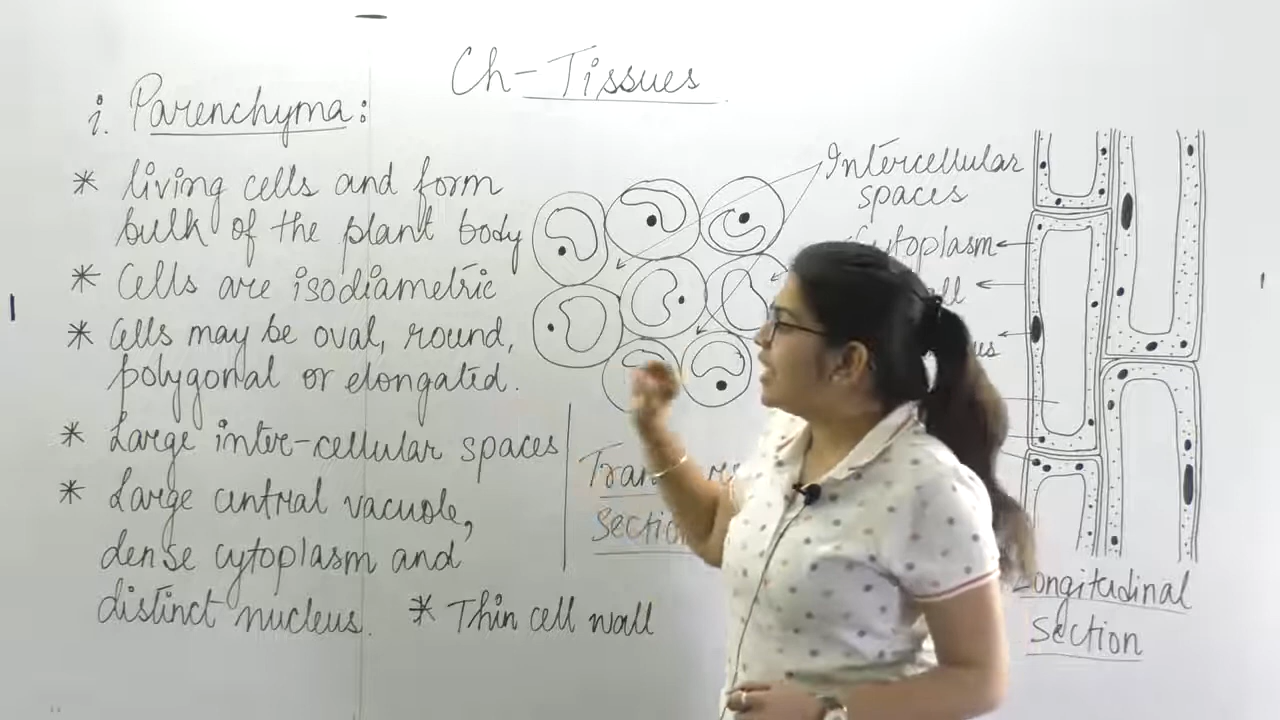 Ch-Tissues
i. Parenchyma:
* living cells and form
bulk of the plant body
* Cells are isodiametric
* Cells may be oval, round,
polygonal or elongated.
* Large inter-cellular spaces
* Large central vacuole,
dense cytoplasm and
distinct nucleus. * Thin cell wall
Intercellular
spaces
Cytoplasm
Section
Longitudinal
Section